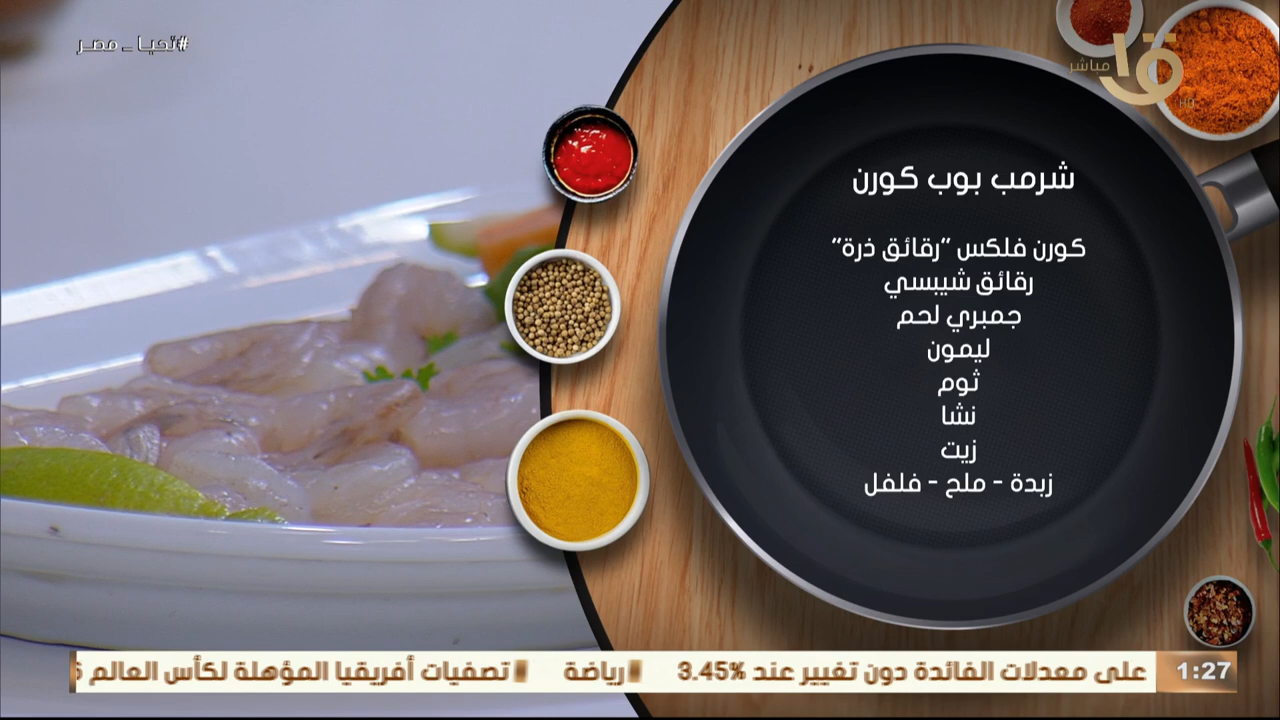 #تحيا_مصر
مباشر
HD
شرمب بوب كورن
كورن فلكس "رقائق ذرة"
رقائق شيبسي
جمبري لحم
ليمون
ثوم
نشا
زيت
زبدة - ملح - فلفل
1:27
على معدلات الفائدة دون تغيير عند 3.45% رياضة تصفيات أفريقيا المؤهلة لكأس العالم